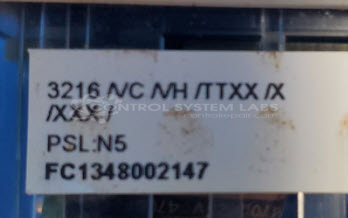 3216 /VC /VH /TTXX /X
/XXX /
PSL:N5
FC1348002147
CONTROL SYSTEM LABS